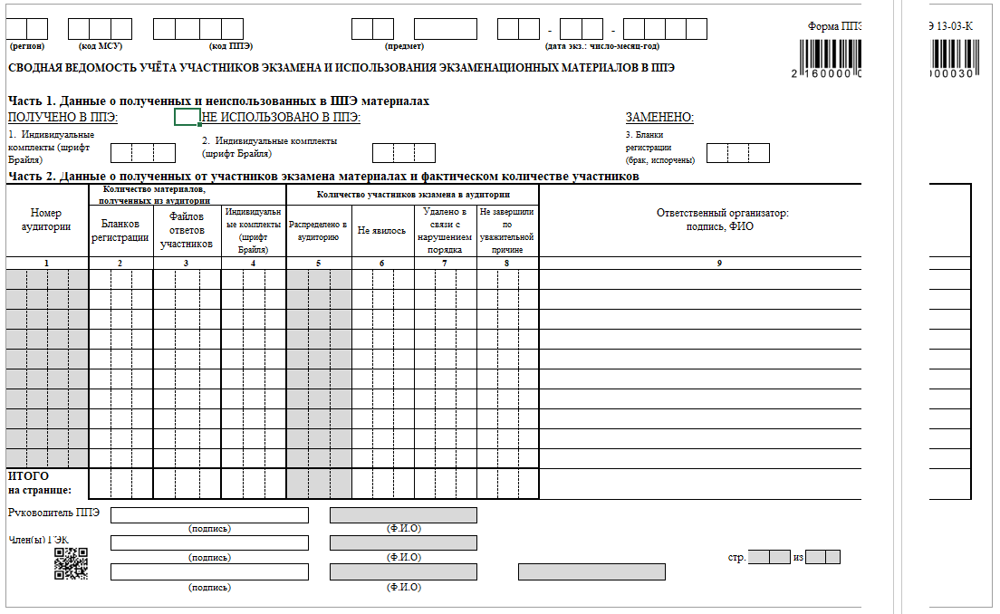 Форма ППЭ 13-03-К
- -
(регион) (код МСУ) (код ППЭ) (предмет) (дата экз.: число-месяц-год)
СВОДНАЯ ВЕДОМОСТЬ УЧЁТА УЧАСТНИКОВ ЭКЗАМЕНА И ИСПОЛЬЗОВАНИЯ ЭКЗАМЕНАЦИОННЫХ МАТЕРИАЛОВ В ППЭ
Часть 1. Данные о полученных и неиспользованных в ППЭ материалах
ПОЛУЧЕНО В ППЭ: НЕ ИСПОЛЬЗОВАНО В ППЭ: ЗАМЕНЕНО:
1. Индивидуальные
комплекты (шрифт
Брайля)
2. Индивидуальные комплекты
(шрифт Брайля)
3. Бланки
регистрации
(брак, испорчены)
Часть 2. Данные о полученных от участников экзамена материалах и фактическом количестве участников
Номер
аудитории
Количество материалов,
полученных из аудитории
Количество участников экзамена в аудитории
Ответственный организатор:
подпись, ФИО
Бланков
регистрации
Файлов
ответов
участников
Индивидуальн
ые комплекты
(шрифт
Брайля)
Распределено в
аудиторию
Не явилось
Удалено в
связи с
нарушением
порядка
Не завершили
по
уважительной
причине
1 2 3 4 5 6 7 8 9
ИТОГО
на странице:
Руководитель ППЭ
(подпись) (Ф.И.О)
Член(ы) ГЭК
(подпись) (Ф.И.О)
стр. из
(подпись) (Ф.И.О)